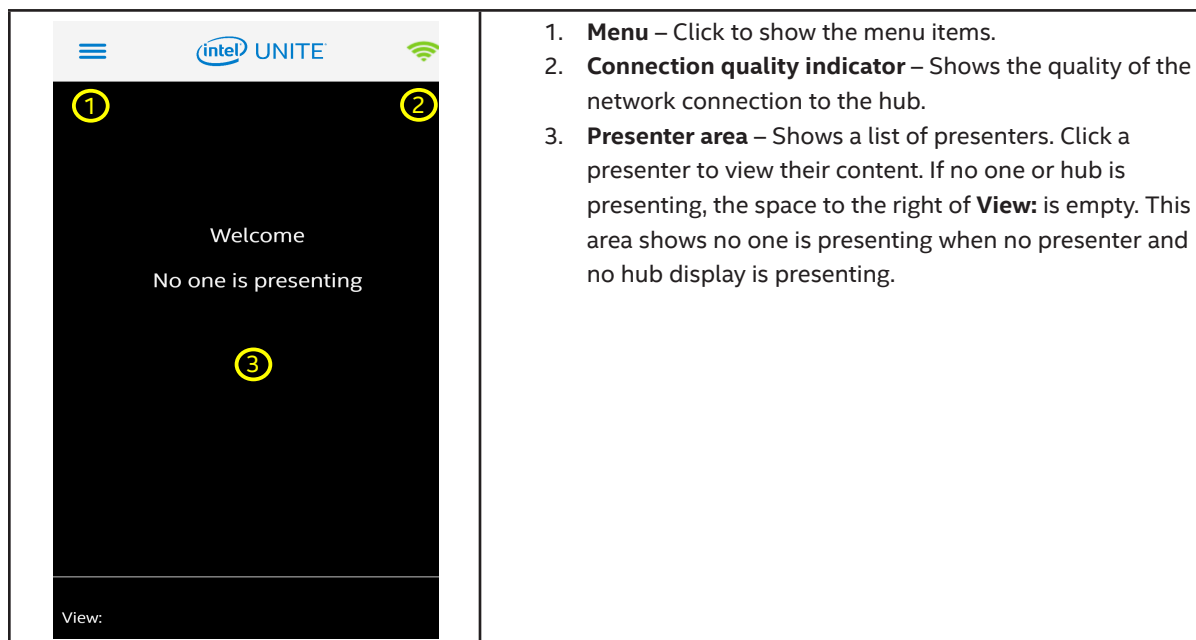 intel UNITE
1
2
Welcome
No one is presenting
3
View:
1. Menu – Click to show the menu items.
2. Connection quality indicator – Shows the quality of the
network connection to the hub.
3. Presenter area – Shows a list of presenters. Click a
presenter to view their content. If no one or hub is
presenting, the space to the right of View: is empty. This
area shows no one is presenting when no presenter and
no hub display is presenting.